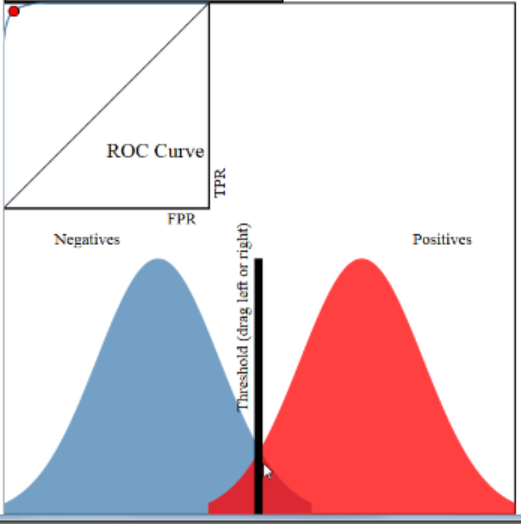 ROC Curve
TPR
FPR
Negatives
Positives
Threshold (drag left or right)